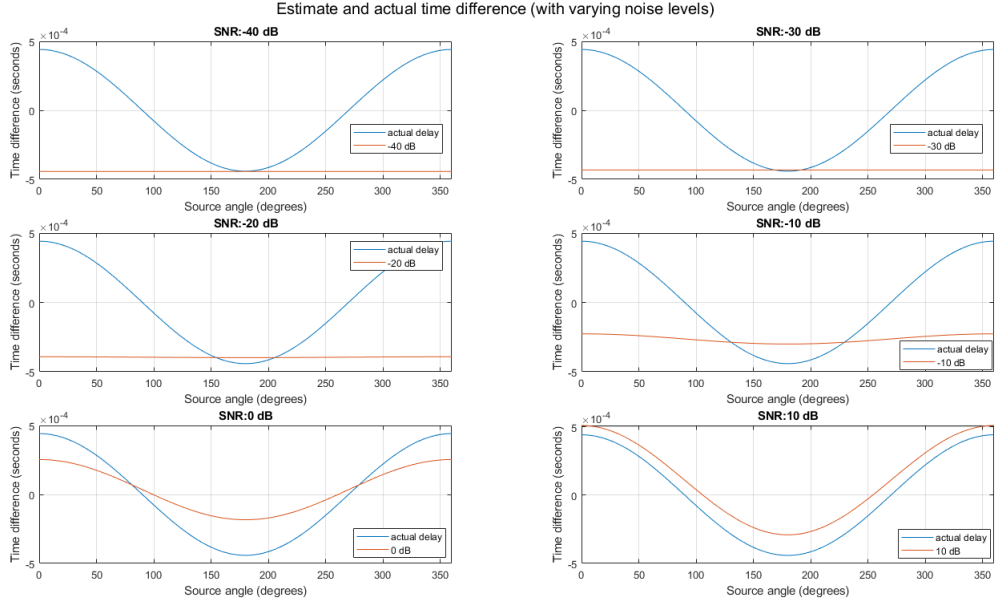 Estimate and actual time difference (with varying noise levels)
SNR:-40 dB
×10-4
Time difference (seconds)
5
0
-5
actual delay
-40 dB
0 50 100 150 200 250 300 350
Source angle (degrees)
SNR:-30 dB
×10-4
Time difference (seconds)
5
0
-5
actual delay
-30 dB
0 50 100 150 200 250 300 350
Source angle (degrees)
SNR:-20 dB
×10-4
Time difference (seconds)
5
0
-5
actual delay
-20 dB
0 50 100 150 200 250 300 350
Source angle (degrees)
SNR:-10 dB
×10-4
Time difference (seconds)
5
0
-5
actual delay
-10 dB
0 50 100 150 200 250 300 350
Source angle (degrees)
SNR:0 dB
×10-4
Time difference (seconds)
5
0
-5
actual delay
0 dB
0 50 100 150 200 250 300 350
Source angle (degrees)
SNR:10 dB
×10-4
Time difference (seconds)
5
0
-5
actual delay
10 dB
0 50 100 150 200 250 300 350
Source angle (degrees)